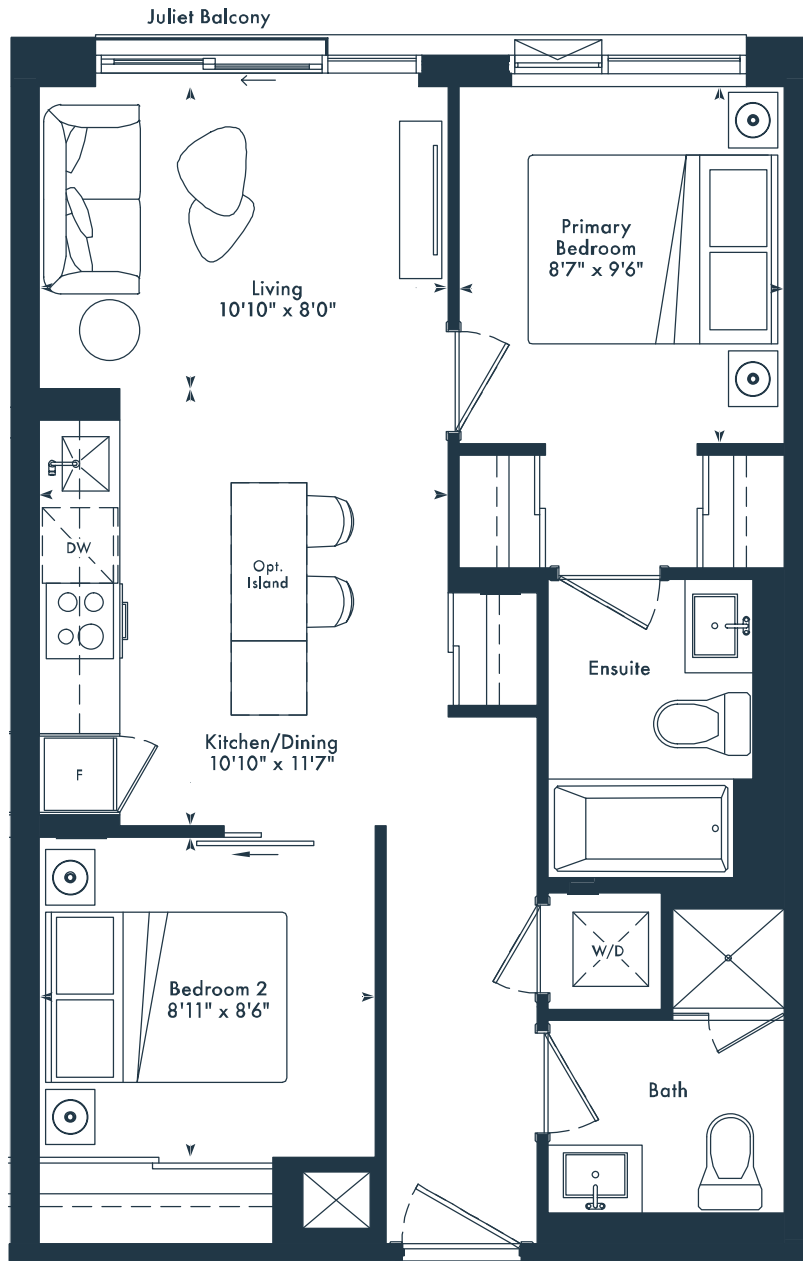 Juliet Balcony
Primary
Bedroom
8'7" x 9'6"
Living
10'10" x 8'0"
DW
Opt.
Island
Ensuite
Kitchen/Dining
10'10" x 11'7"
F
W/D
Bedroom 2
8'11" x 8'6"
Bath